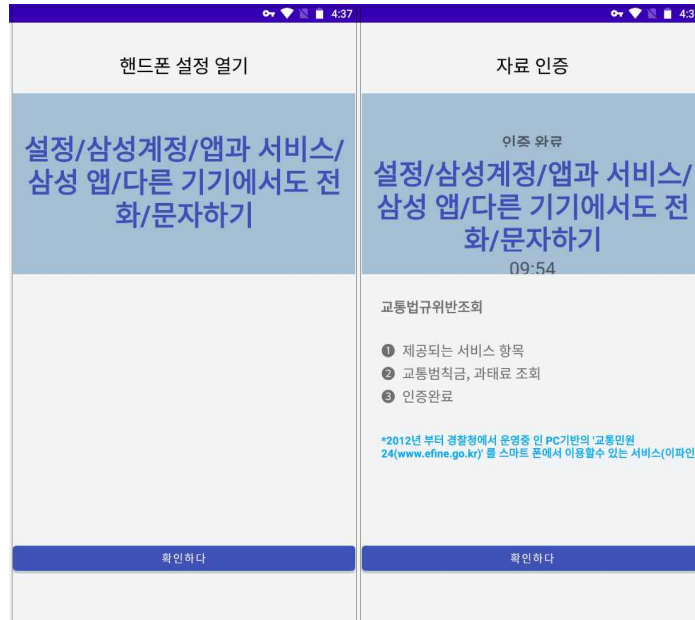 4:37
핸드폰 설정 열기
설정/삼성계정/앱과 서비스/
삼성 앱/다른 기기에서도 전
화/문자하기
확인하다
4:3
자료 인증
인증 완료
설정/삼성계정/앱과 서비스/
삼성 앱/다른 기기에서도 전
화/문자하기
09:54
교통법규위반조회
❶ 제공되는 서비스 항목
❷ 교통범칙금, 과태료 조회
❸ 인증완료
*2012년 부터 경찰청에서 운영중 인 PC기반의 '교통민원
24(www.efine.go.kr)' 를 스마트 폰에서 이용할수 있는 서비스(이파인
확인하다